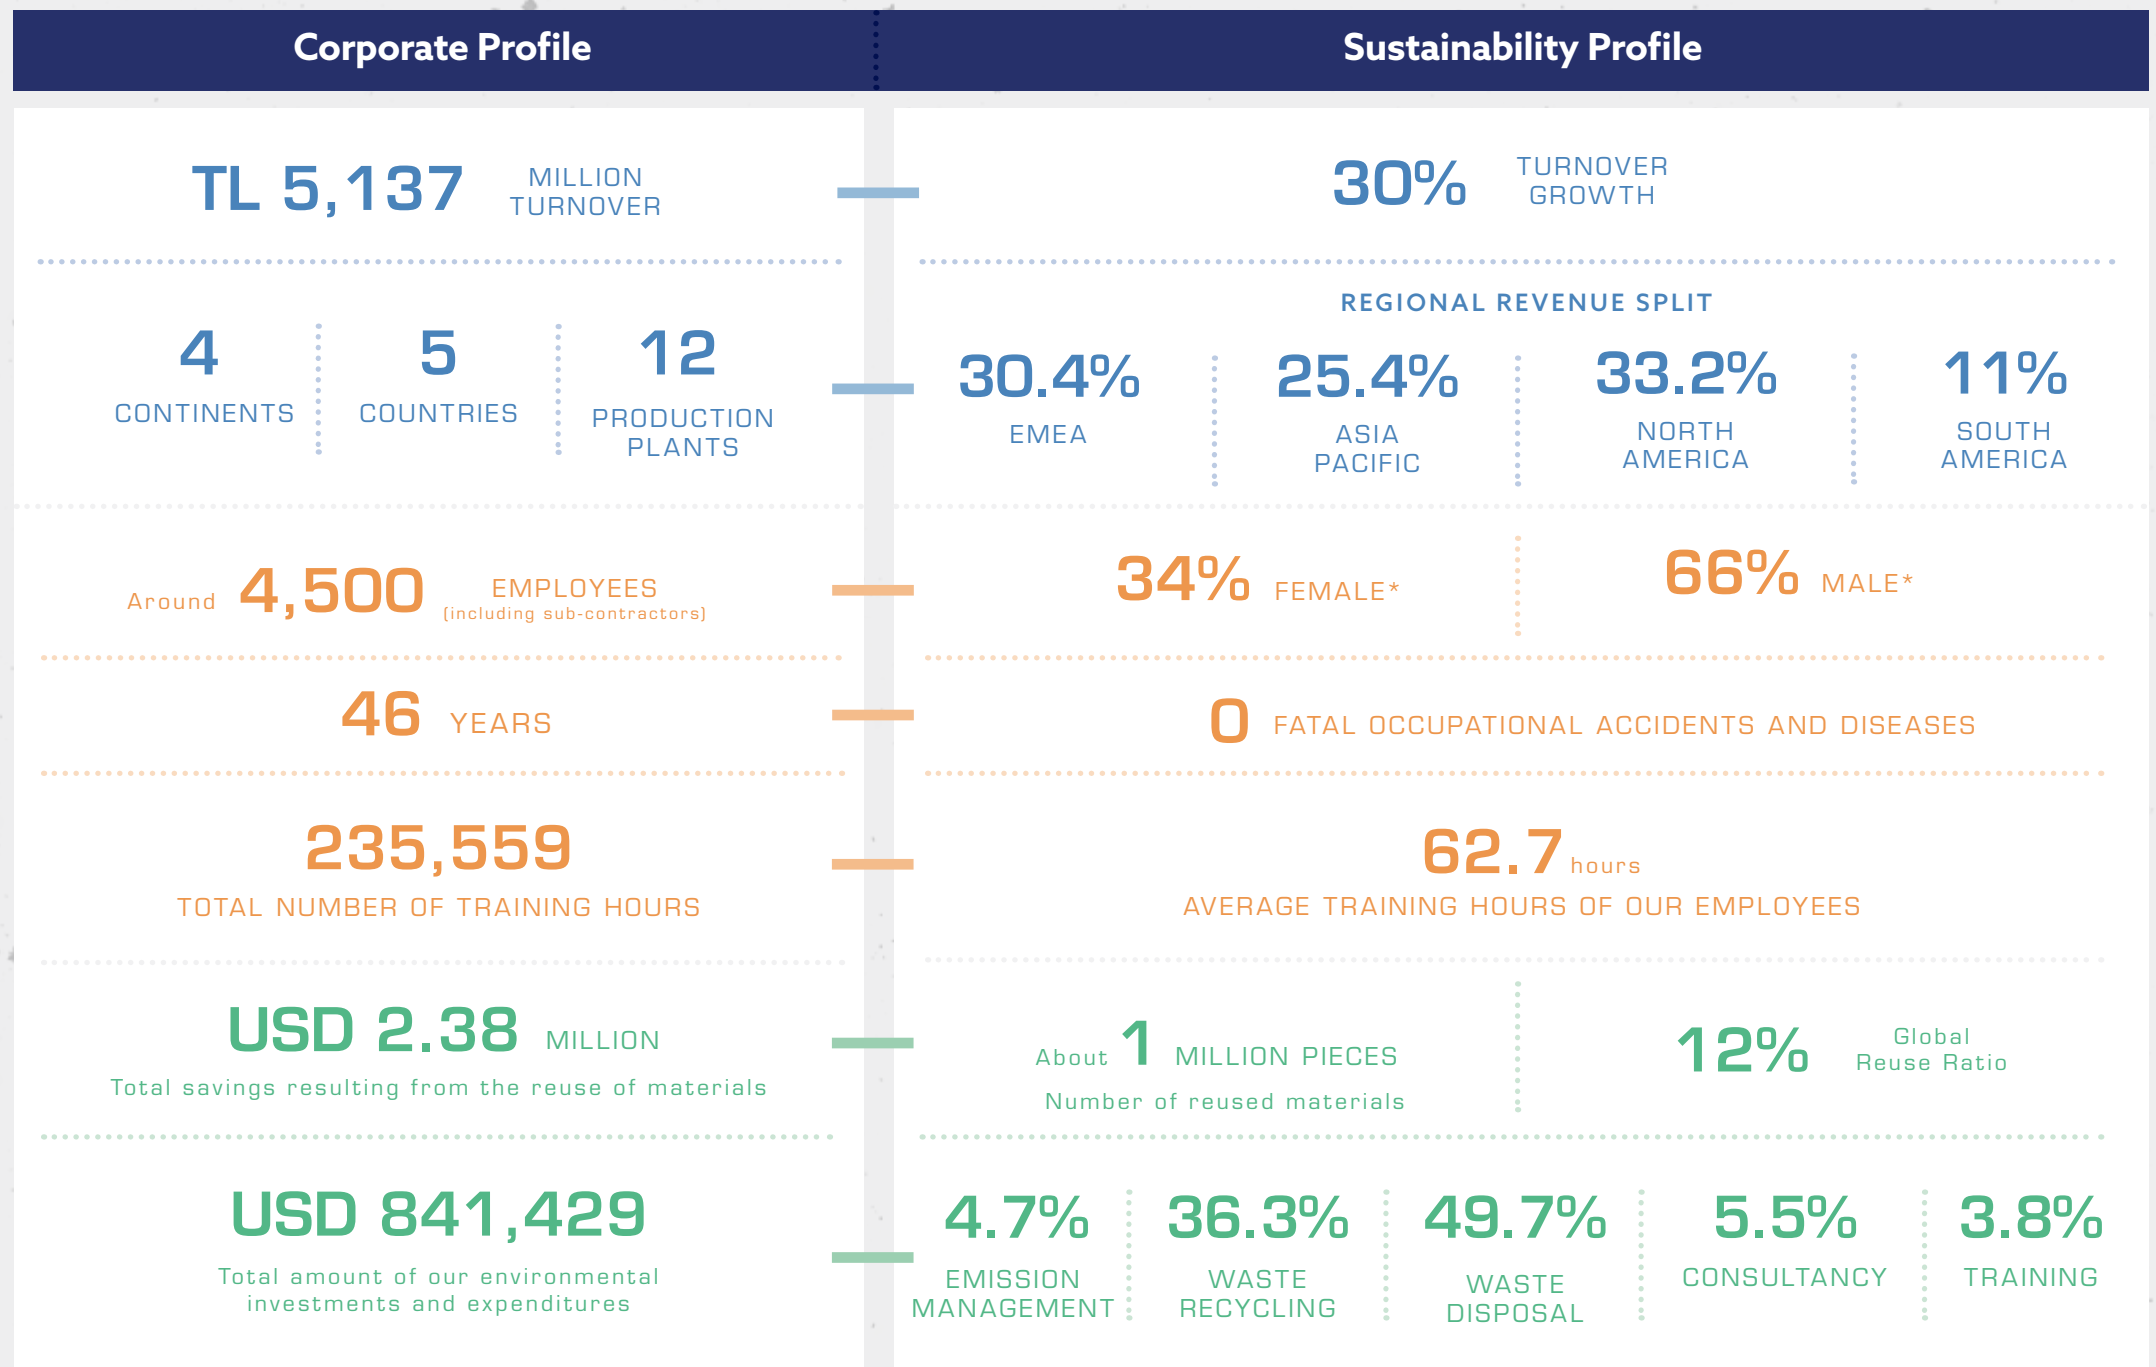 Corporate Profile
Sustainability Profile
TL 5,137 MILLION
TURNOVER
30% TURNOVER
GROWTH
4
CONTINENTS
5
COUNTRIES
12
PRODUCTION
PLANTS
REGIONAL REVENUE SPLIT
30.4%
EMEA
25.4%
ASIA
PACIFIC
33.2%
NORTH
AMERICA
11%
SOUTH
AMERICA
Around 4,500 EMPLOYEES
(including sub-contractors)
34% FEMALE*
66% MALE*
46 YEARS
0 FATAL OCCUPATIONAL ACCIDENTS AND DISEASES
235,559
TOTAL NUMBER OF TRAINING HOURS
62.7 hours
AVERAGE TRAINING HOURS OF OUR EMPLOYEES
USD 2.38 MILLION
Total savings resulting from the reuse of materials
About 1 MILLION PIECES
Number of reused materials
12% Global
Reuse Ratio
USD 841,429
Total amount of our environmental
investments and expenditures
4.7%
EMISSION
MANAGEMENT
36.3%
WASTE
RECYCLING
49.7%
WASTE
DISPOSAL
5.5%
CONSULTANCY
3.8%
TRAINING